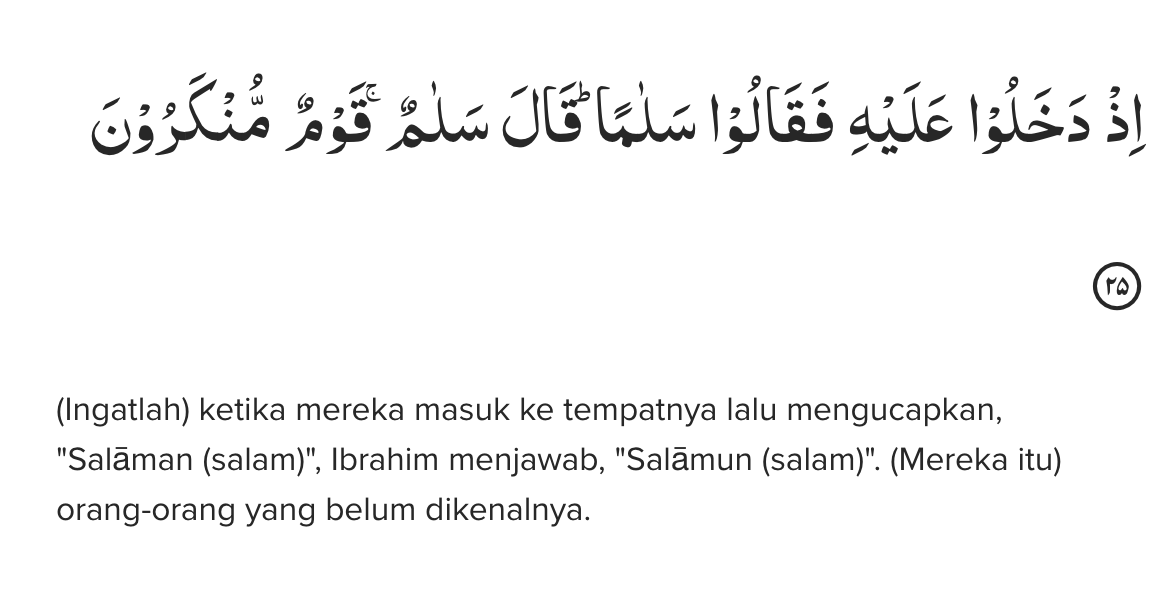 اِذْ دَخَلُوْا عَلَيْهِ فَقَالُوْا سَلٰمًا ۗقَالَ سَلٰمٌ ۚقَوْمٌ مُّنْكَرُوْنَ
۲۵
(Ingatlah) ketika mereka masuk ke tempatnya lalu mengucapkan,
"Salāman (salam)", Ibrahim menjawab, "Salāmun (salam)". (Mereka itu)
orang-orang yang belum dikenalnya.